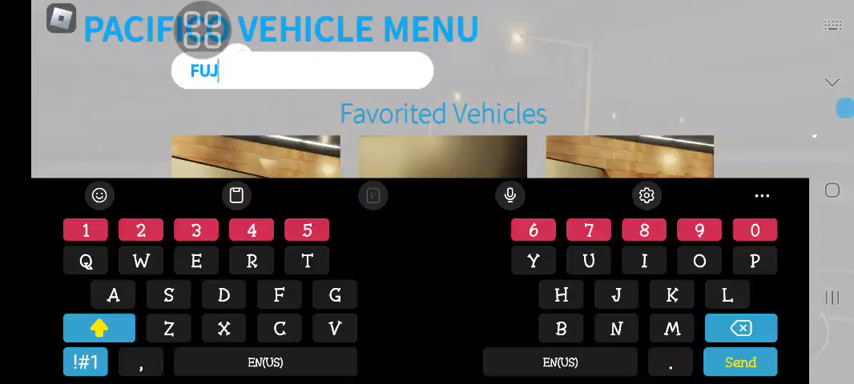 PACIFICO VEHICLE MENU
FUJ
Favorited Vehicles
1 2 3 4 5 6 7 8 9 0
Q W E R T Y U I O P
A S D F G H J K L
Z X C V B N M
!#1 , EN(US) EN(US) . Send